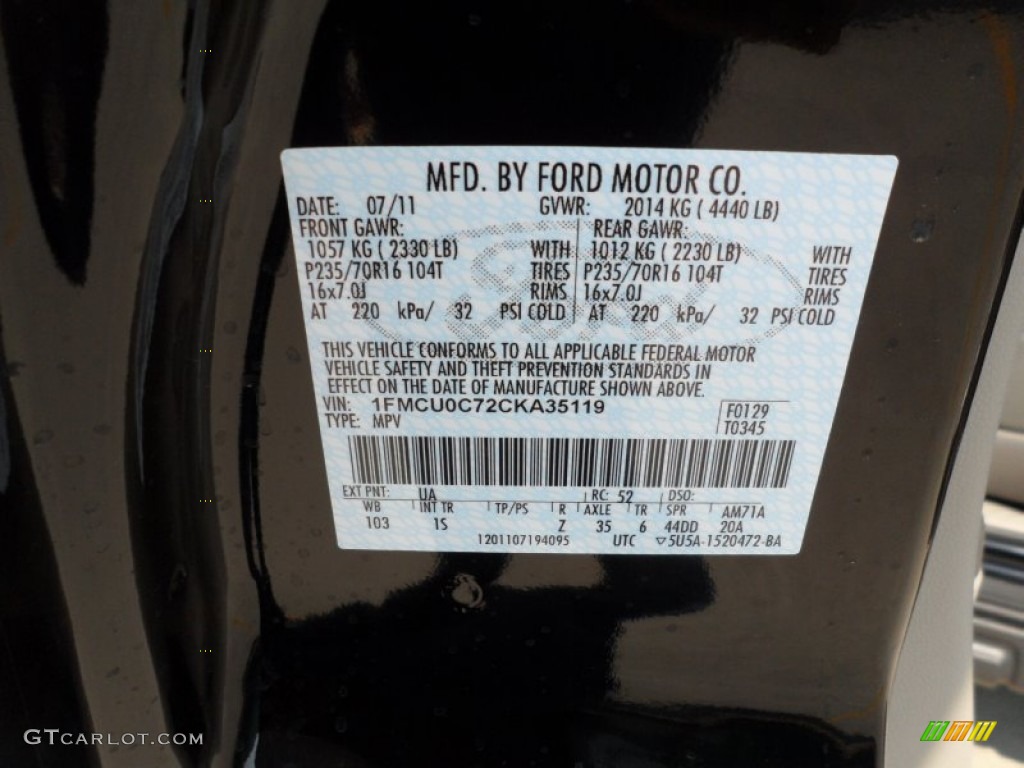 MFD. BY FORD MOTOR CO.
DATE: 07/11 GVWR: 2014 KG ( 4440 LB)
FRONT GAWR: REAR GAWR:
1057 KG ( 2330 LB) WITH 1012 KG ( 2230 LB) WITH
P235/70R16 104T TIRES P235/70R16 104T TIRES
16x7.0J RIMS 16x7.0J RIMS
AT 220 kPa/ 32 PSI COLD AT 220 kPa/ 32 PSI COLD
THIS VEHICLE CONFORMS TO ALL APPLICABLE FEDERAL MOTOR
VEHICLE SAFETY AND THEFT PREVENTION STANDARDS IN
EFFECT ON THE DATE OF MANUFACTURE SHOWN ABOVE.
VIN: 1FMCU0C72CKA35119 F0129
TYPE: MPV T0345
EXT PNT: UA RC: 52 DSO:
WB INT TR TP/PS R AXLE TR SPR AM71A
103 1S Z 35 6 44DD 20A
1201107194095 UTC ▽5U5A-1520472-BA
GTCARLOT.COM